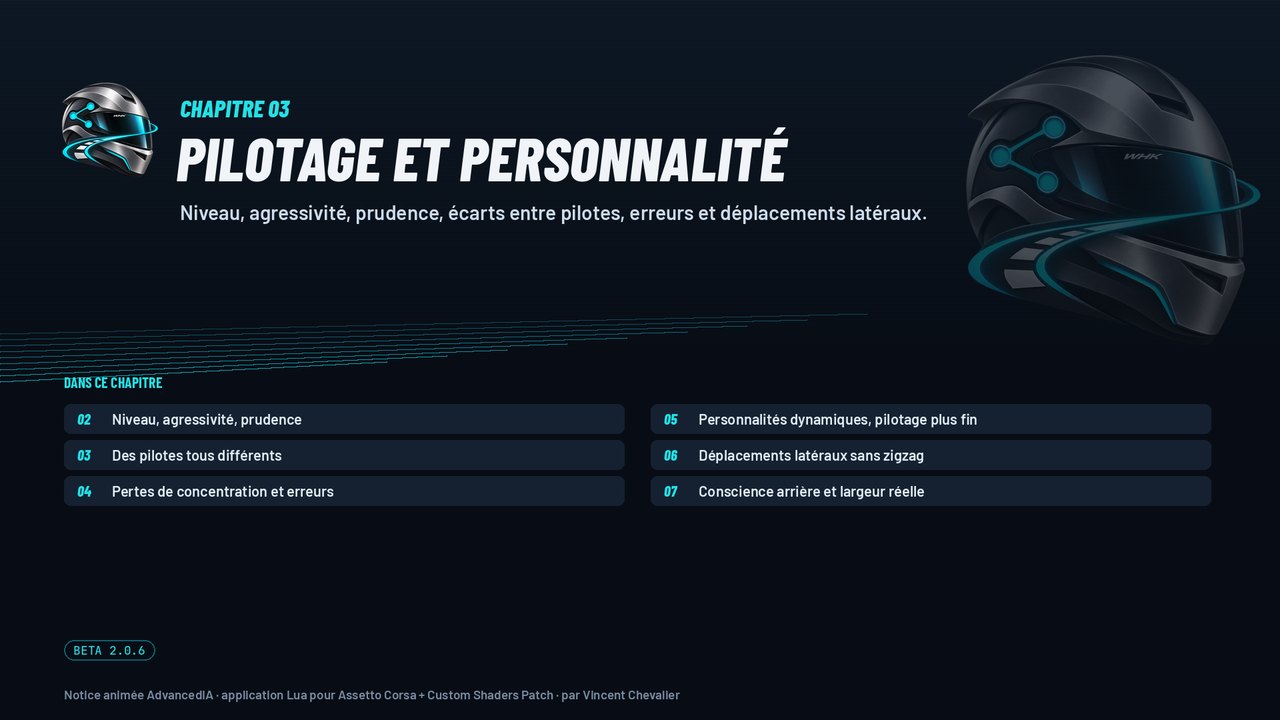 CHAPITRE 03
PILOTAGE ET PERSONNALITÉ
Niveau, agressivité, prudence, écarts entre pilotes, erreurs et déplacements latéraux.
WHK
WHK
DANS CE CHAPITRE
02 Niveau, agressivité, prudence
03 Des pilotes tous différents
04 Pertes de concentration et erreurs
05 Personnalités dynamiques, pilotage plus fin
06 Déplacements latéraux sans zigzag
07 Conscience arrière et largeur réelle
BETA 2.0.6
Notice animée AdvancedIA · application Lua pour Assetto Corsa + Custom Shaders Patch · par Vincent Chevalier